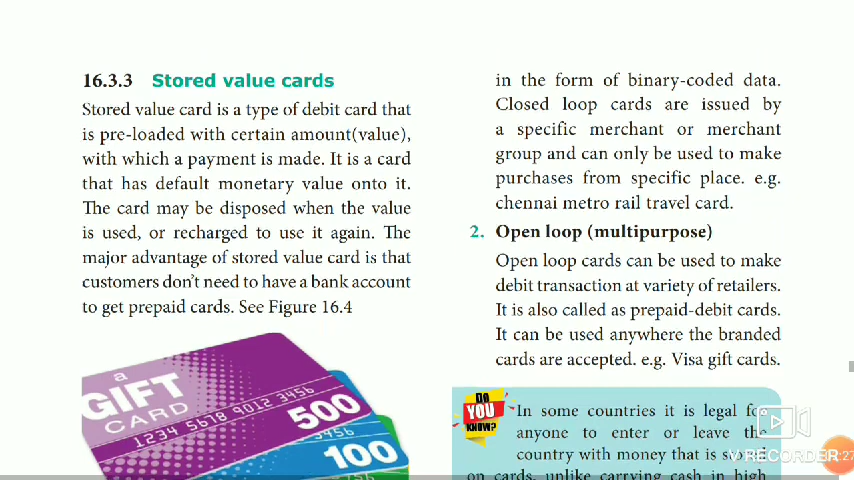 16.3.3 Stored value cards
Stored value card is a type of debit card that
is pre-loaded with certain amount(value),
with which a payment is made. It is a card
that has default monetary value onto it.
The card may be disposed when the value
is used, or recharged to use it again. The
major advantage of stored value card is that
customers don't need to have a bank account
to get prepaid cards. See Figure 16.4
a
GIFT
CARD
1234 5678 9012 3456
500
3456
100
in the form of binary-coded data.
Closed loop cards are issued by
a specific merchant or merchant
group and can only be used to make
purchases from specific place. e.g.
chennai metro rail travel card.
2. Open loop (multipurpose)
Open loop cards can be used to make
debit transaction at variety of retailers.
It is also called as prepaid-debit cards.
It can be used anywhere the branded
cards are accepted. e.g. Visa gift cards.
DO
YOU
KNOW?
In some countries it is legal for
anyone to enter or leave the
country with money that is
on cards, unlike carrying cash in high
RECORDER